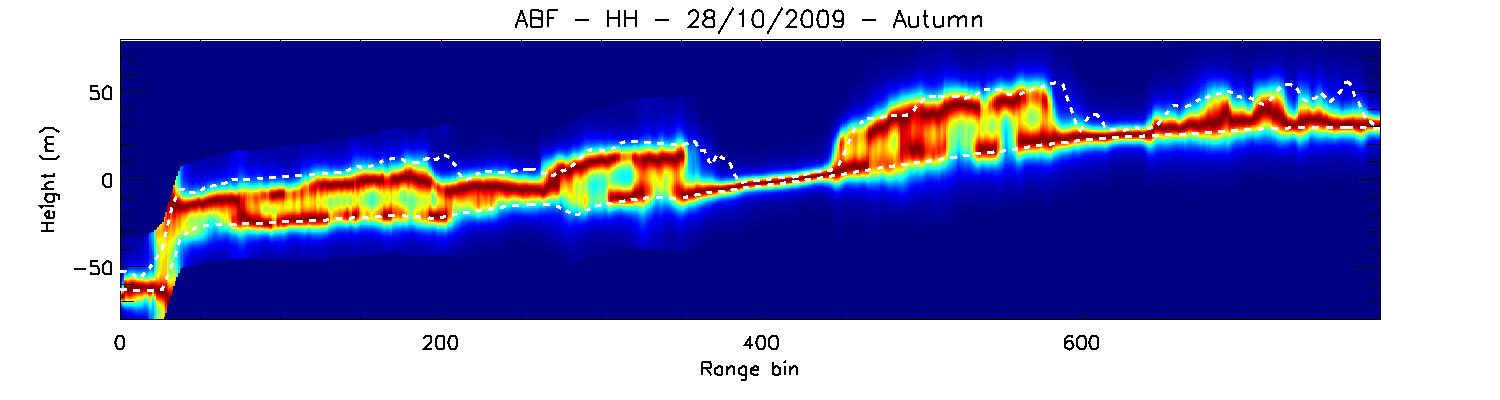 ABF - HH - 28/10/2009 - Autumn
50
0
-50
Height (m)
0 200 400 600
Range bin